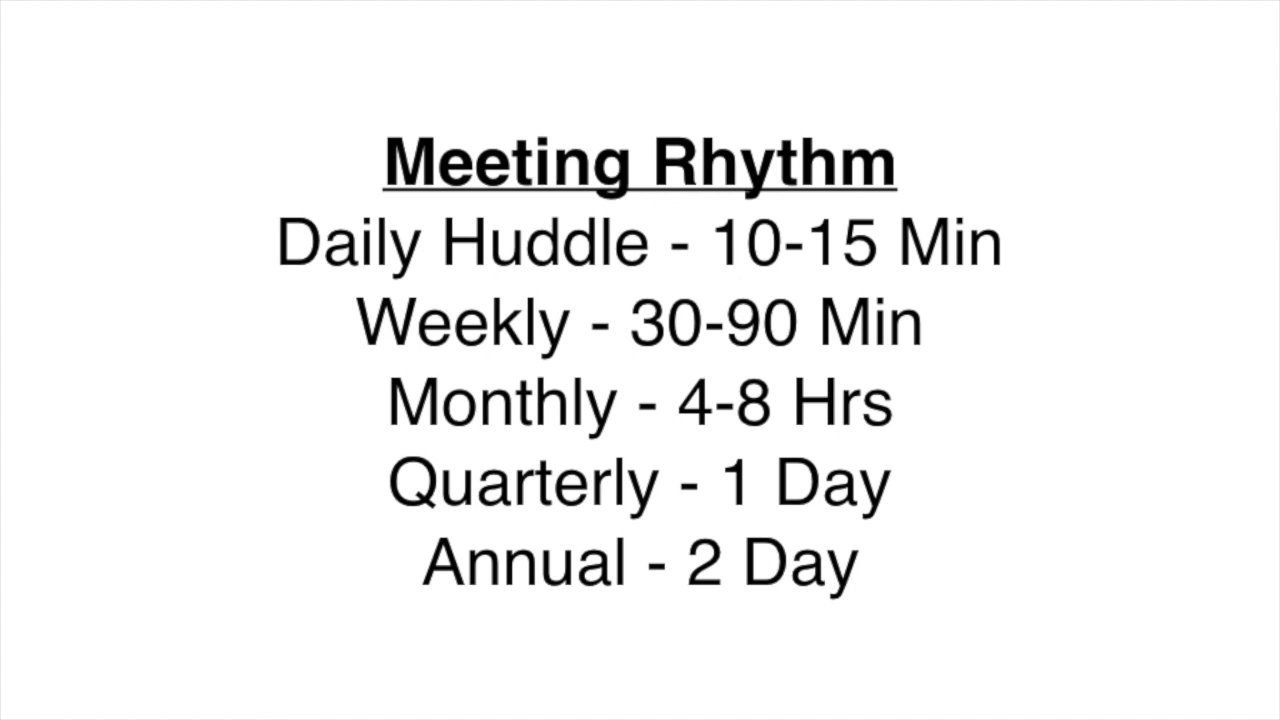 Meeting Rhythm
Daily Huddle - 10-15 Min
Weekly - 30-90 Min
Monthly - 4-8 Hrs
Quarterly - 1 Day
Annual - 2 Day